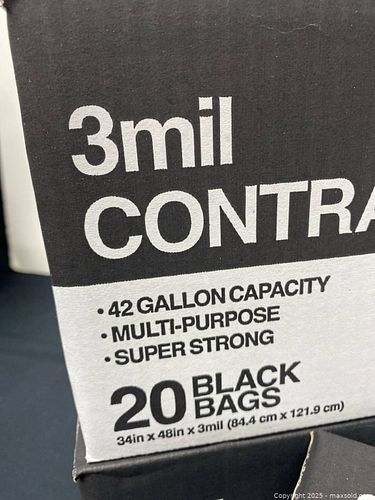 3mil
CONTRA
• 42 GALLON CAPACITY
• MULTI-PURPOSE
• SUPER STRONG
20 BLACK
BAGS
34in x 48in x 3mil (84.4 cm x 121.9 cm)
Copyright 2025 - maxsold.com